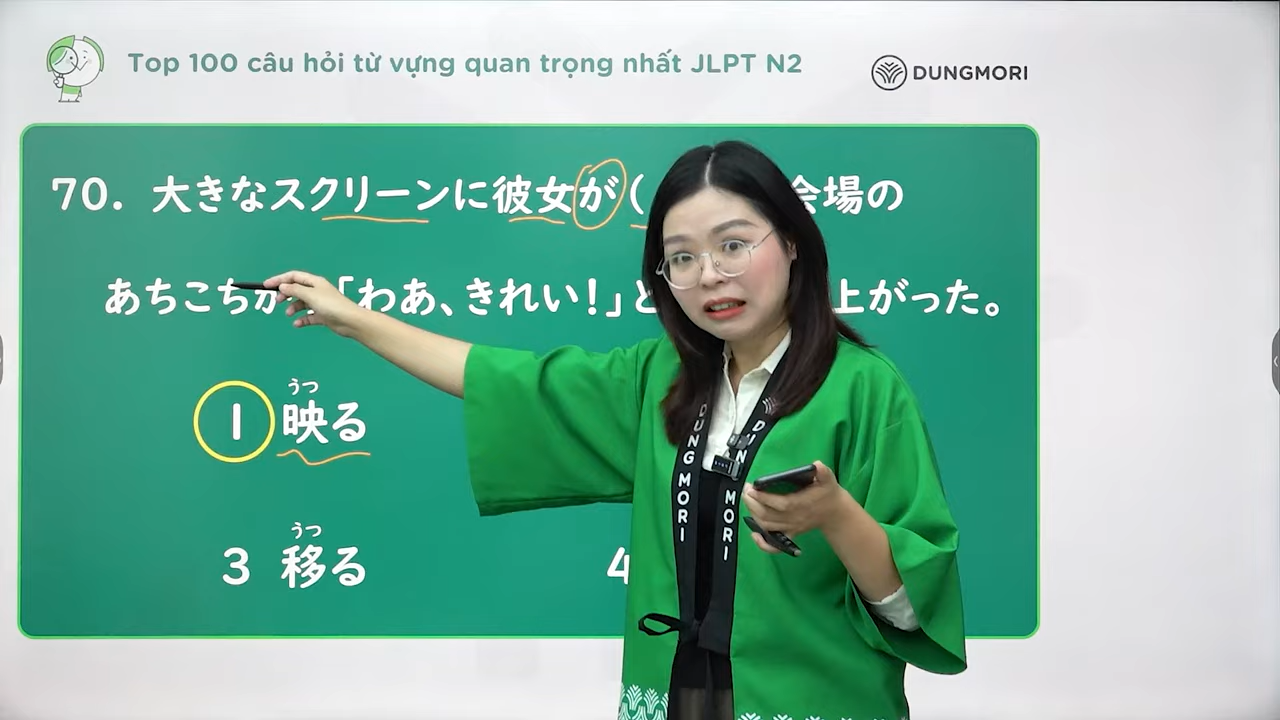 Top 100 câu hỏi từ vựng quan trọng nhất JLPT N2
DUNGMORI
70. 大きなスクリーンに彼女が( 会場の
あちこちか 「わあ、きれい!」と 上がった。
うつ
1 映る
うつ
3 移る
4
DUNG MORI
DUNG MORI